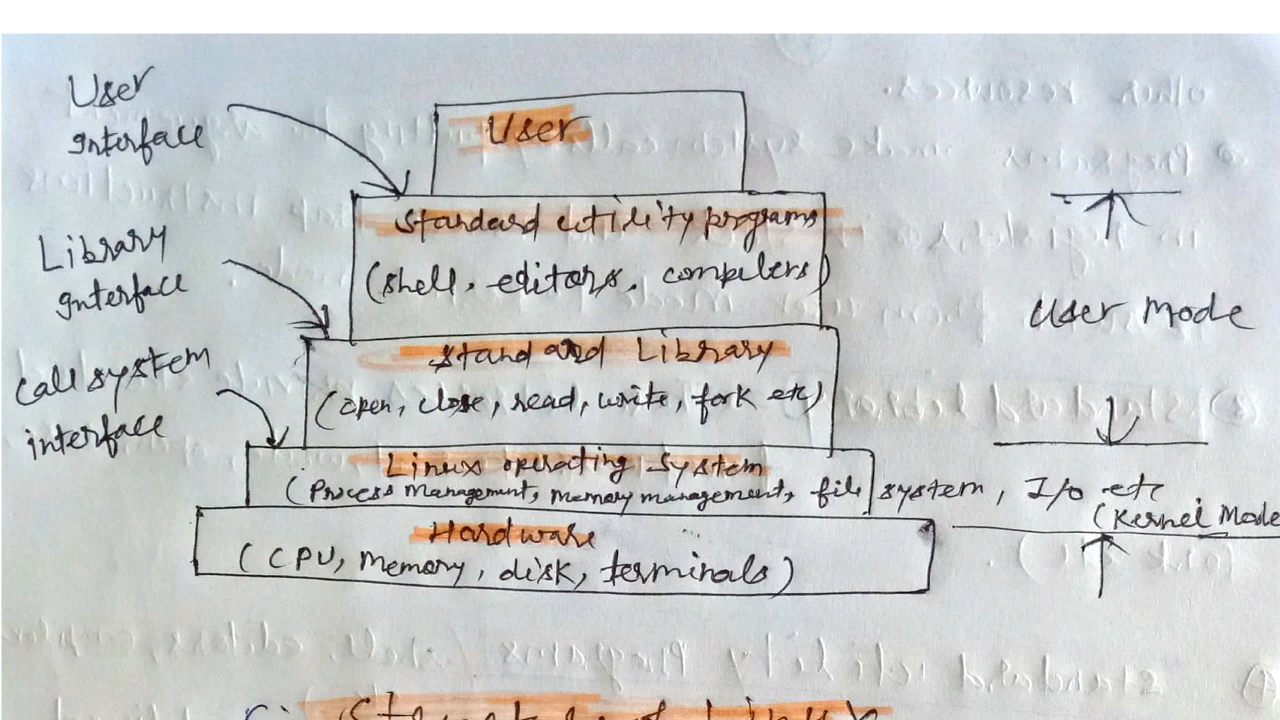 User
Interface
User
Standard utility programs
(shell, editors, compilers)
Library
Interface
User Mode
Standard Library
(open, close, read, write, fork etc)
Call system
interface
Linux operating system
(Process Management, Memory management, file system, I/o etc
(Kernel Mode
Hardware
(CPU, Memory, disk, terminals)